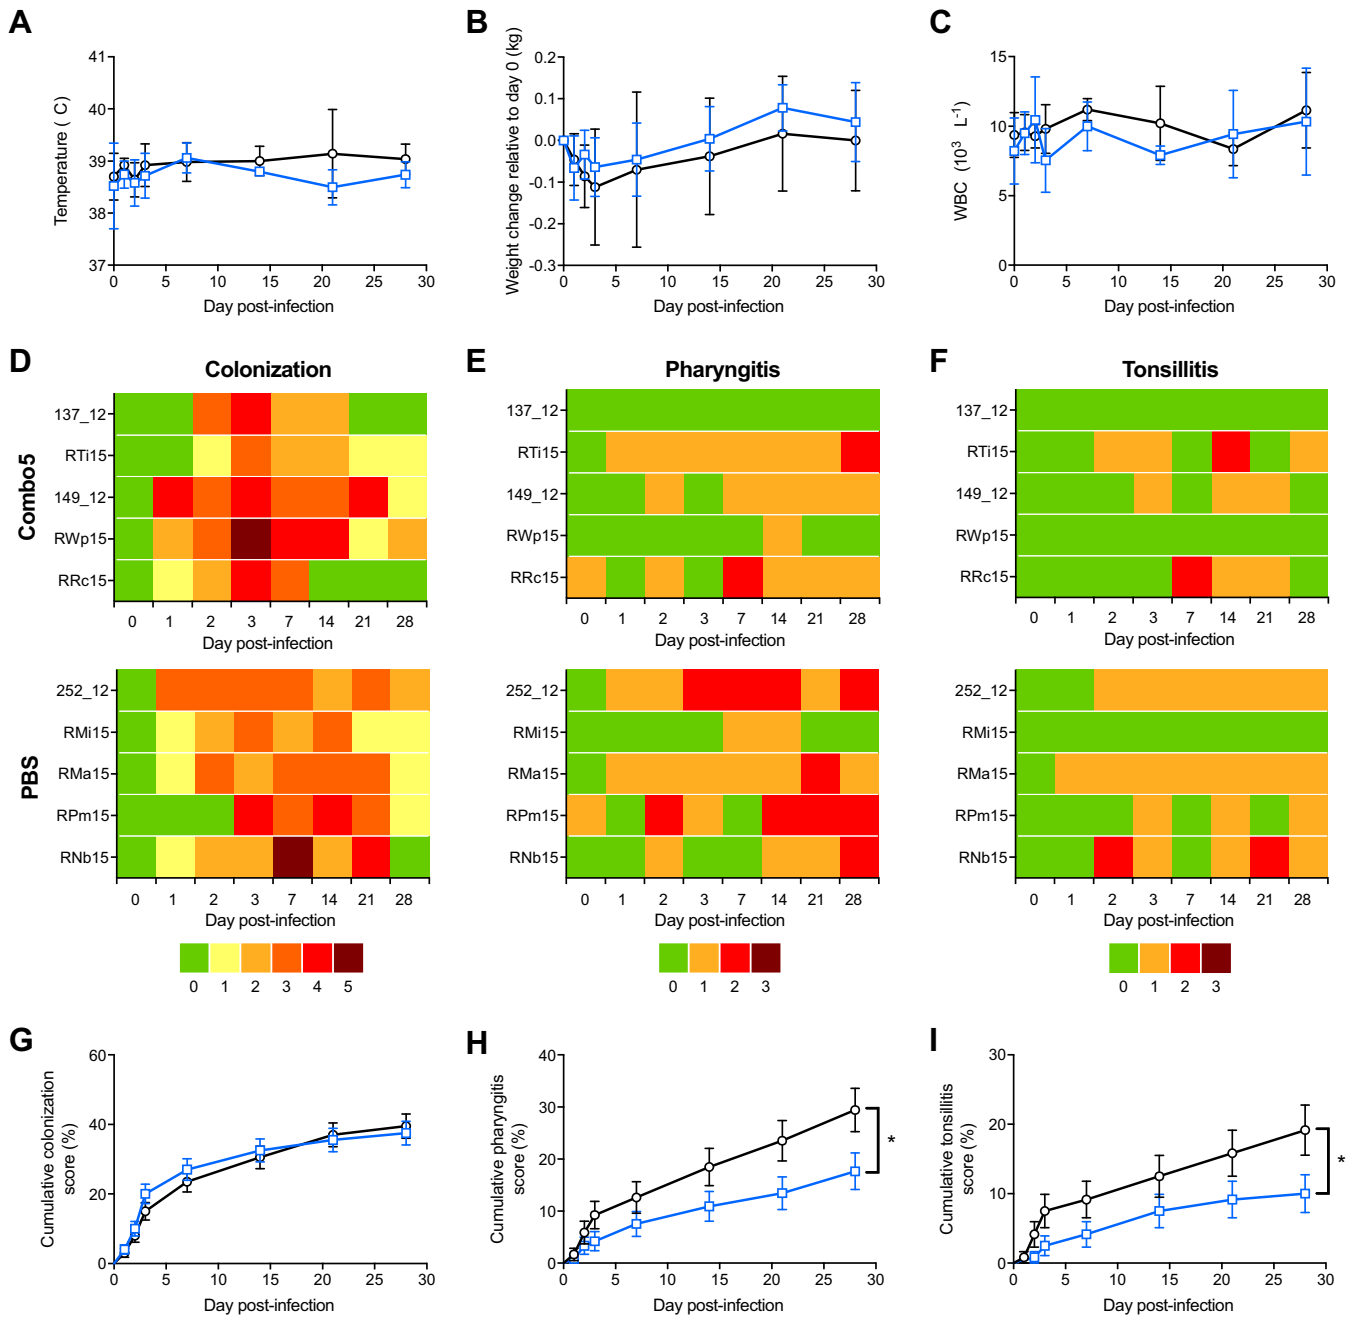 A
B
C
41
40
39
38
37
Temperature ( C)
0
5
10
15
20
25
30
Day post-infection
0.2
0.1
0.0
-0.1
-0.2
-0.3
Weight change relative to day 0 (kg)
0
5
10
15
20
25
30
Day post-infection
15
10
5
0
WBC (10³ L⁻¹)
0
5
10
15
20
25
30
Day post-infection
D
Colonization
E
Pharyngitis
F
Tonsillitis
Combo5
137_12
RTi15
149_12
RWp15
RRc15
0 1 2 3 7 14 21 28
Day post-infection
137_12
RTi15
149_12
RWp15
RRc15
0 1 2 3 7 14 21 28
Day post-infection
137_12
RTi15
149_12
RWp15
RRc15
0 1 2 3 7 14 21 28
Day post-infection
PBS
252_12
RMi15
RMa15
RPm15
RNb15
0 1 2 3 7 14 21 28
Day post-infection
0 1 2 3 4 5
252_12
RMi15
RMa15
RPm15
RNb15
0 1 2 3 7 14 21 28
Day post-infection
0 1 2 3
252_12
RMi15
RMa15
RPm15
RNb15
0 1 2 3 7 14 21 28
Day post-infection
0 1 2 3
G
H
I
60
40
20
0
Cumulative colonization
score (%)
0
5
10
15
20
25
30
Day post-infection
40
30
20
10
0
Cumulative pharyngitis
score (%)
*
0
5
10
15
20
25
30
Day post-infection
30
20
10
0
Cumulative tonsillitis
score (%)
*
0
5
10
15
20
25
30
Day post-infection